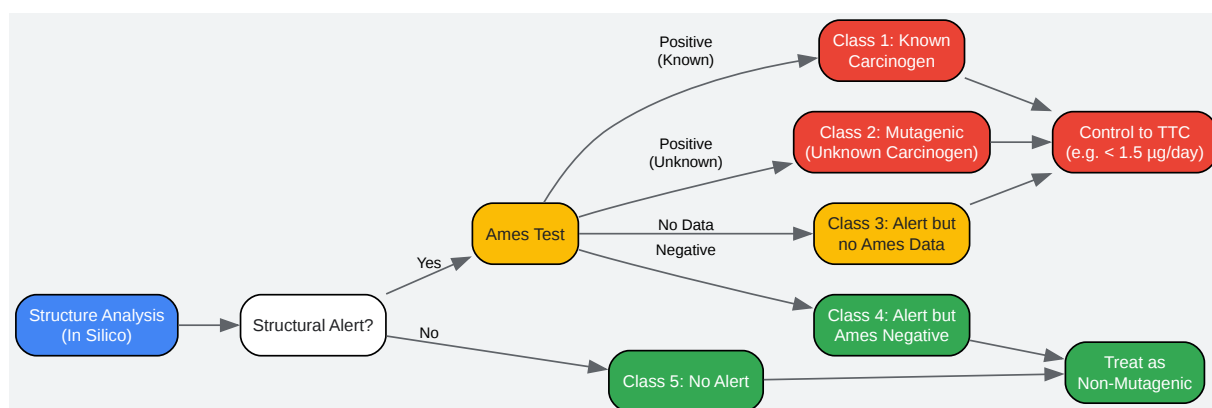 Positive
(Known)
Class 1: Known
Carcinogen
Positive
(Unknown)
Class 2: Mutagenic
(Unknown Carcinogen)
Control to TTC
(e.g. < 1.5 µg/day)
Ames Test
No Data
Class 3: Alert but
no Ames Data
Negative
Yes
Structure Analysis
(In Silico)
Structural Alert?
Class 4: Alert but
Ames Negative
No
Class 5: No Alert
Treat as
Non-Mutagenic